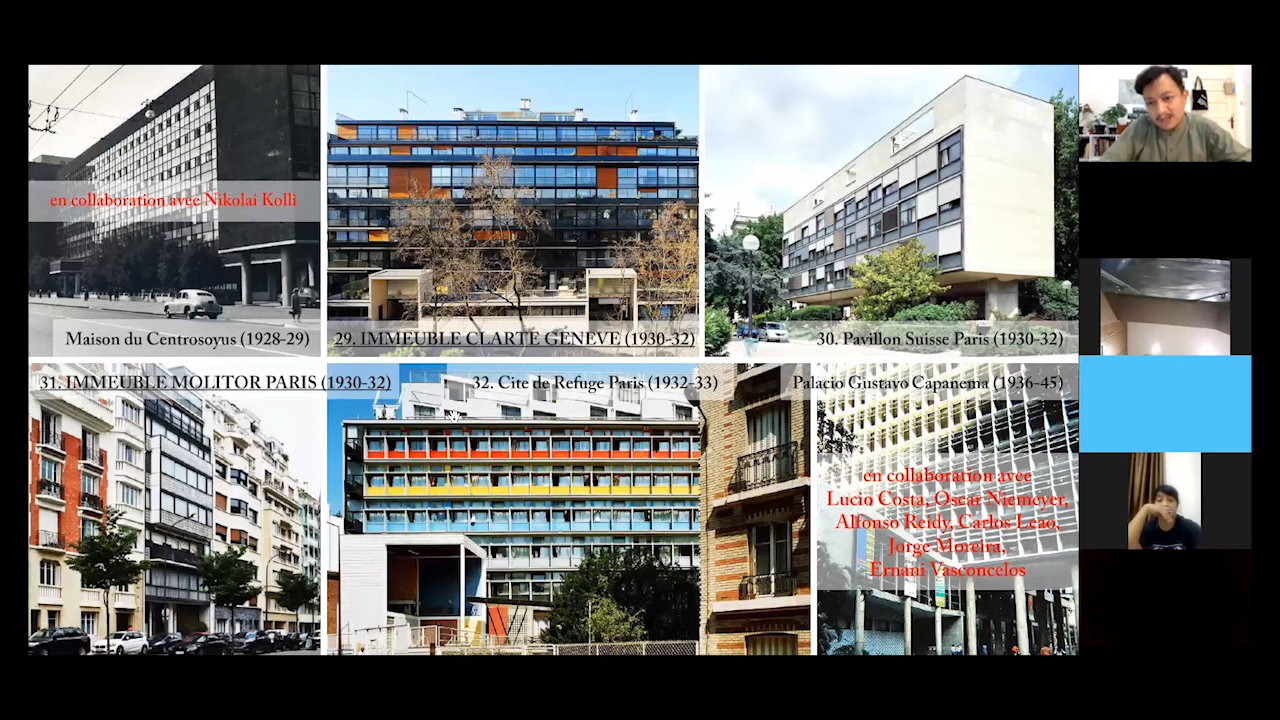 en collaboration avec Nikolai Kolli
Maison du Centrosoyus (1928-29)
29. IMMEUBLE CLARTE GENEVE (1930-32)
30. Pavillon Suisse Paris (1930-32)
31. IMMEUBLE MOLITOR PARIS (1930-32)
32. Cite de Refuge Paris (1932-33)
Palacio Gustavo Capanema (1936-45)
en collaboration avec
Lucio Costa, Oscar Niemeyer,
Alfonso Reidy, Carlos Leao,
Jorge Moreira,
Ernani Vasconcelos